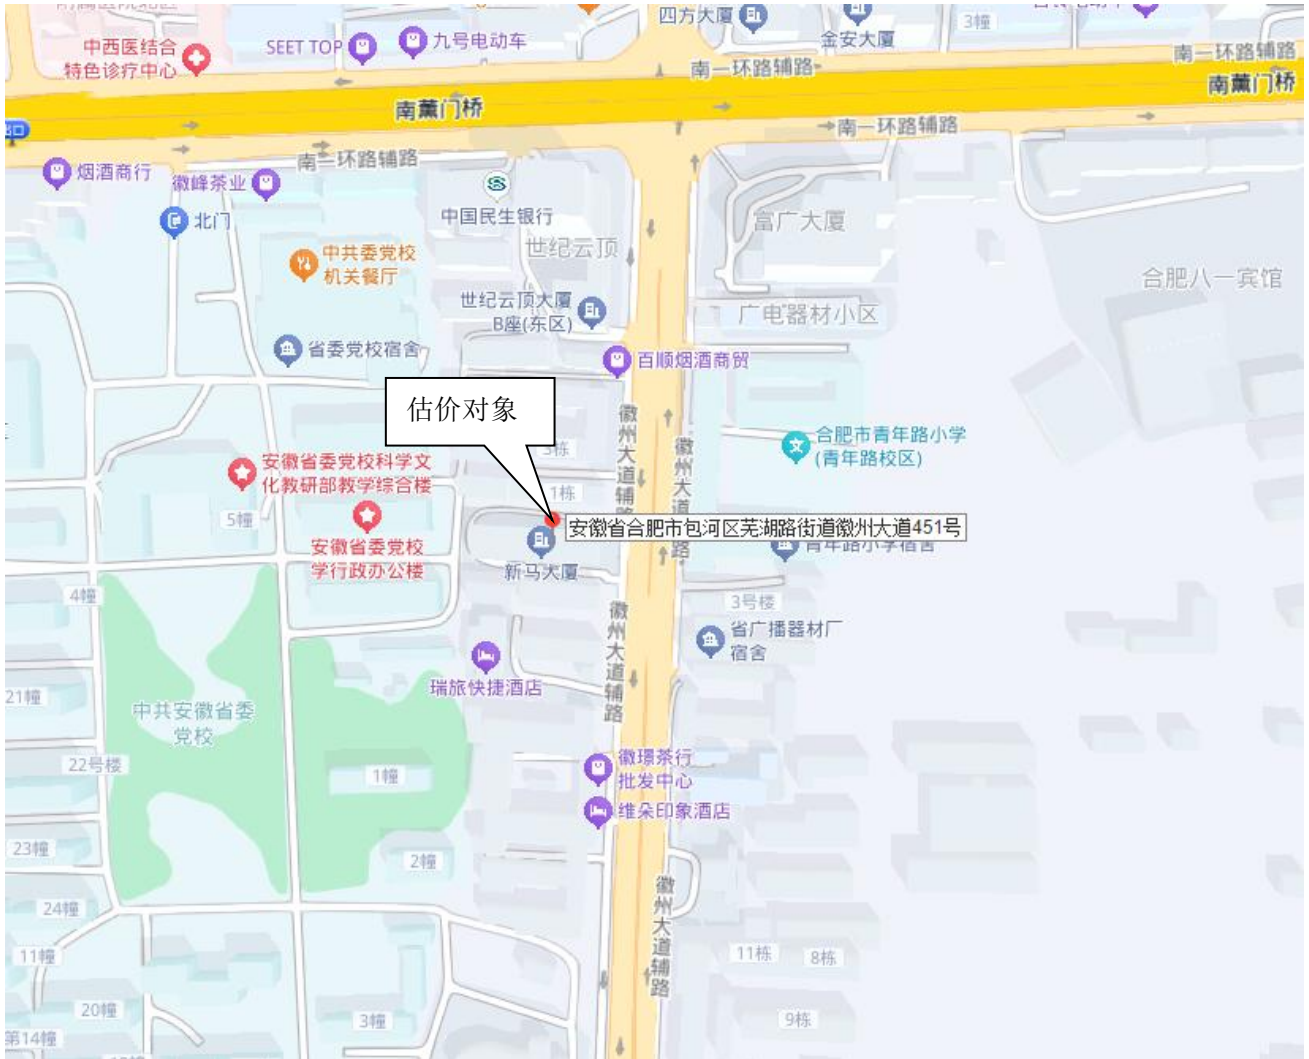 四方大厦
3幢
中西医结合
特色诊疗中心
SEET TOP
九号电动车
金安大厦
南一环路辅路
南一环路辅路
南薰门桥
南薰门桥
南一环路辅路
南一环路辅路
烟酒商行
徽峰茶业
北门
中国民生银行
世纪云顶
富广大厦
中共委党校
机关餐厅
合肥八一宾馆
世纪云顶大厦
B座(东区)
广电器材小区
省委党校宿舍
百顺烟酒商贸
估价对象
徽州大道辅路
徽州大道辅路
合肥市青年路小学
(青年路校区)
3栋
安徽省委党校科学文
化教研部教学综合楼
1栋
5幢
安徽省合肥市包河区芜湖路街道徽州大道451号
安徽省委党校
学行政办公楼
新马大厦
青年路小学宿舍
4幢
3号楼
徽州大道辅路
省广播器材厂
宿舍
瑞旅快捷酒店
21幢
中共安徽省委
党校
22号楼
1幢
徽璟茶行
批发中心
维朵印象酒店
23幢
2幢
24幢
徽州大道辅路
11幢
11栋
8栋
20幢
3幢
9栋
第14幢